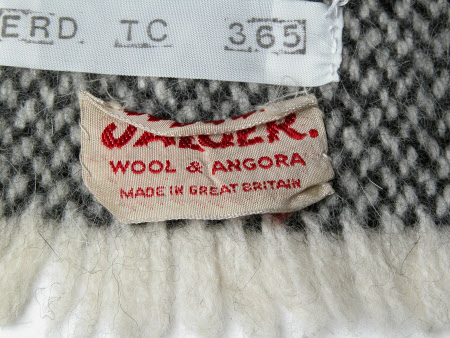 ERD TC 365
JAEGER.
WOOL & ANGORA
MADE IN GREAT BRITAIN